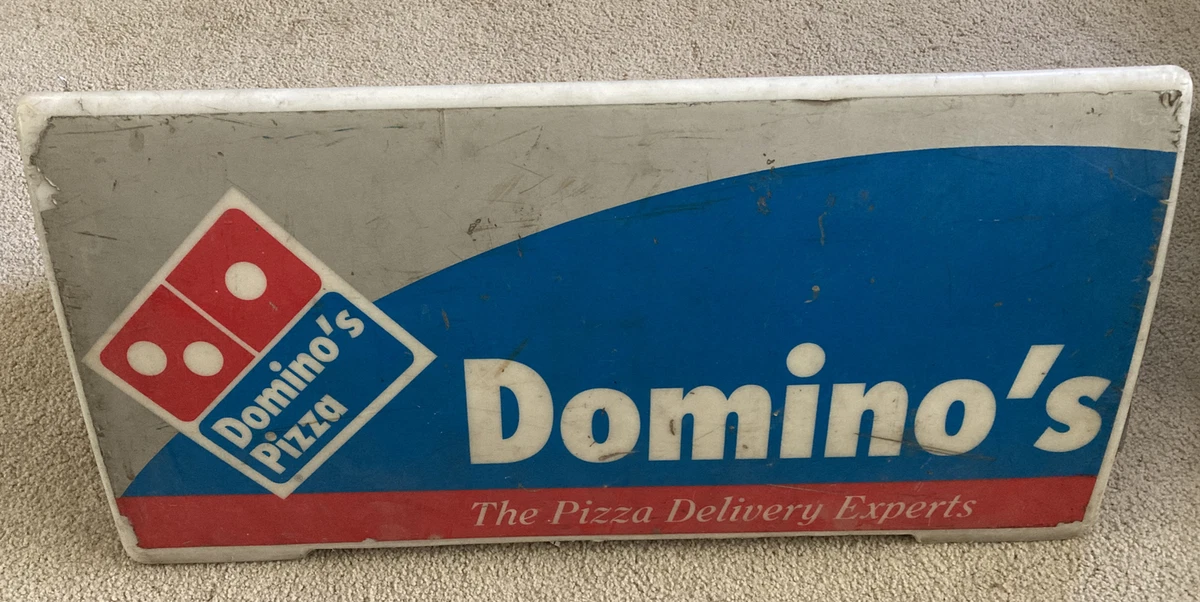 Domino's
Pizza
Domino's
The Pizza Delivery Experts